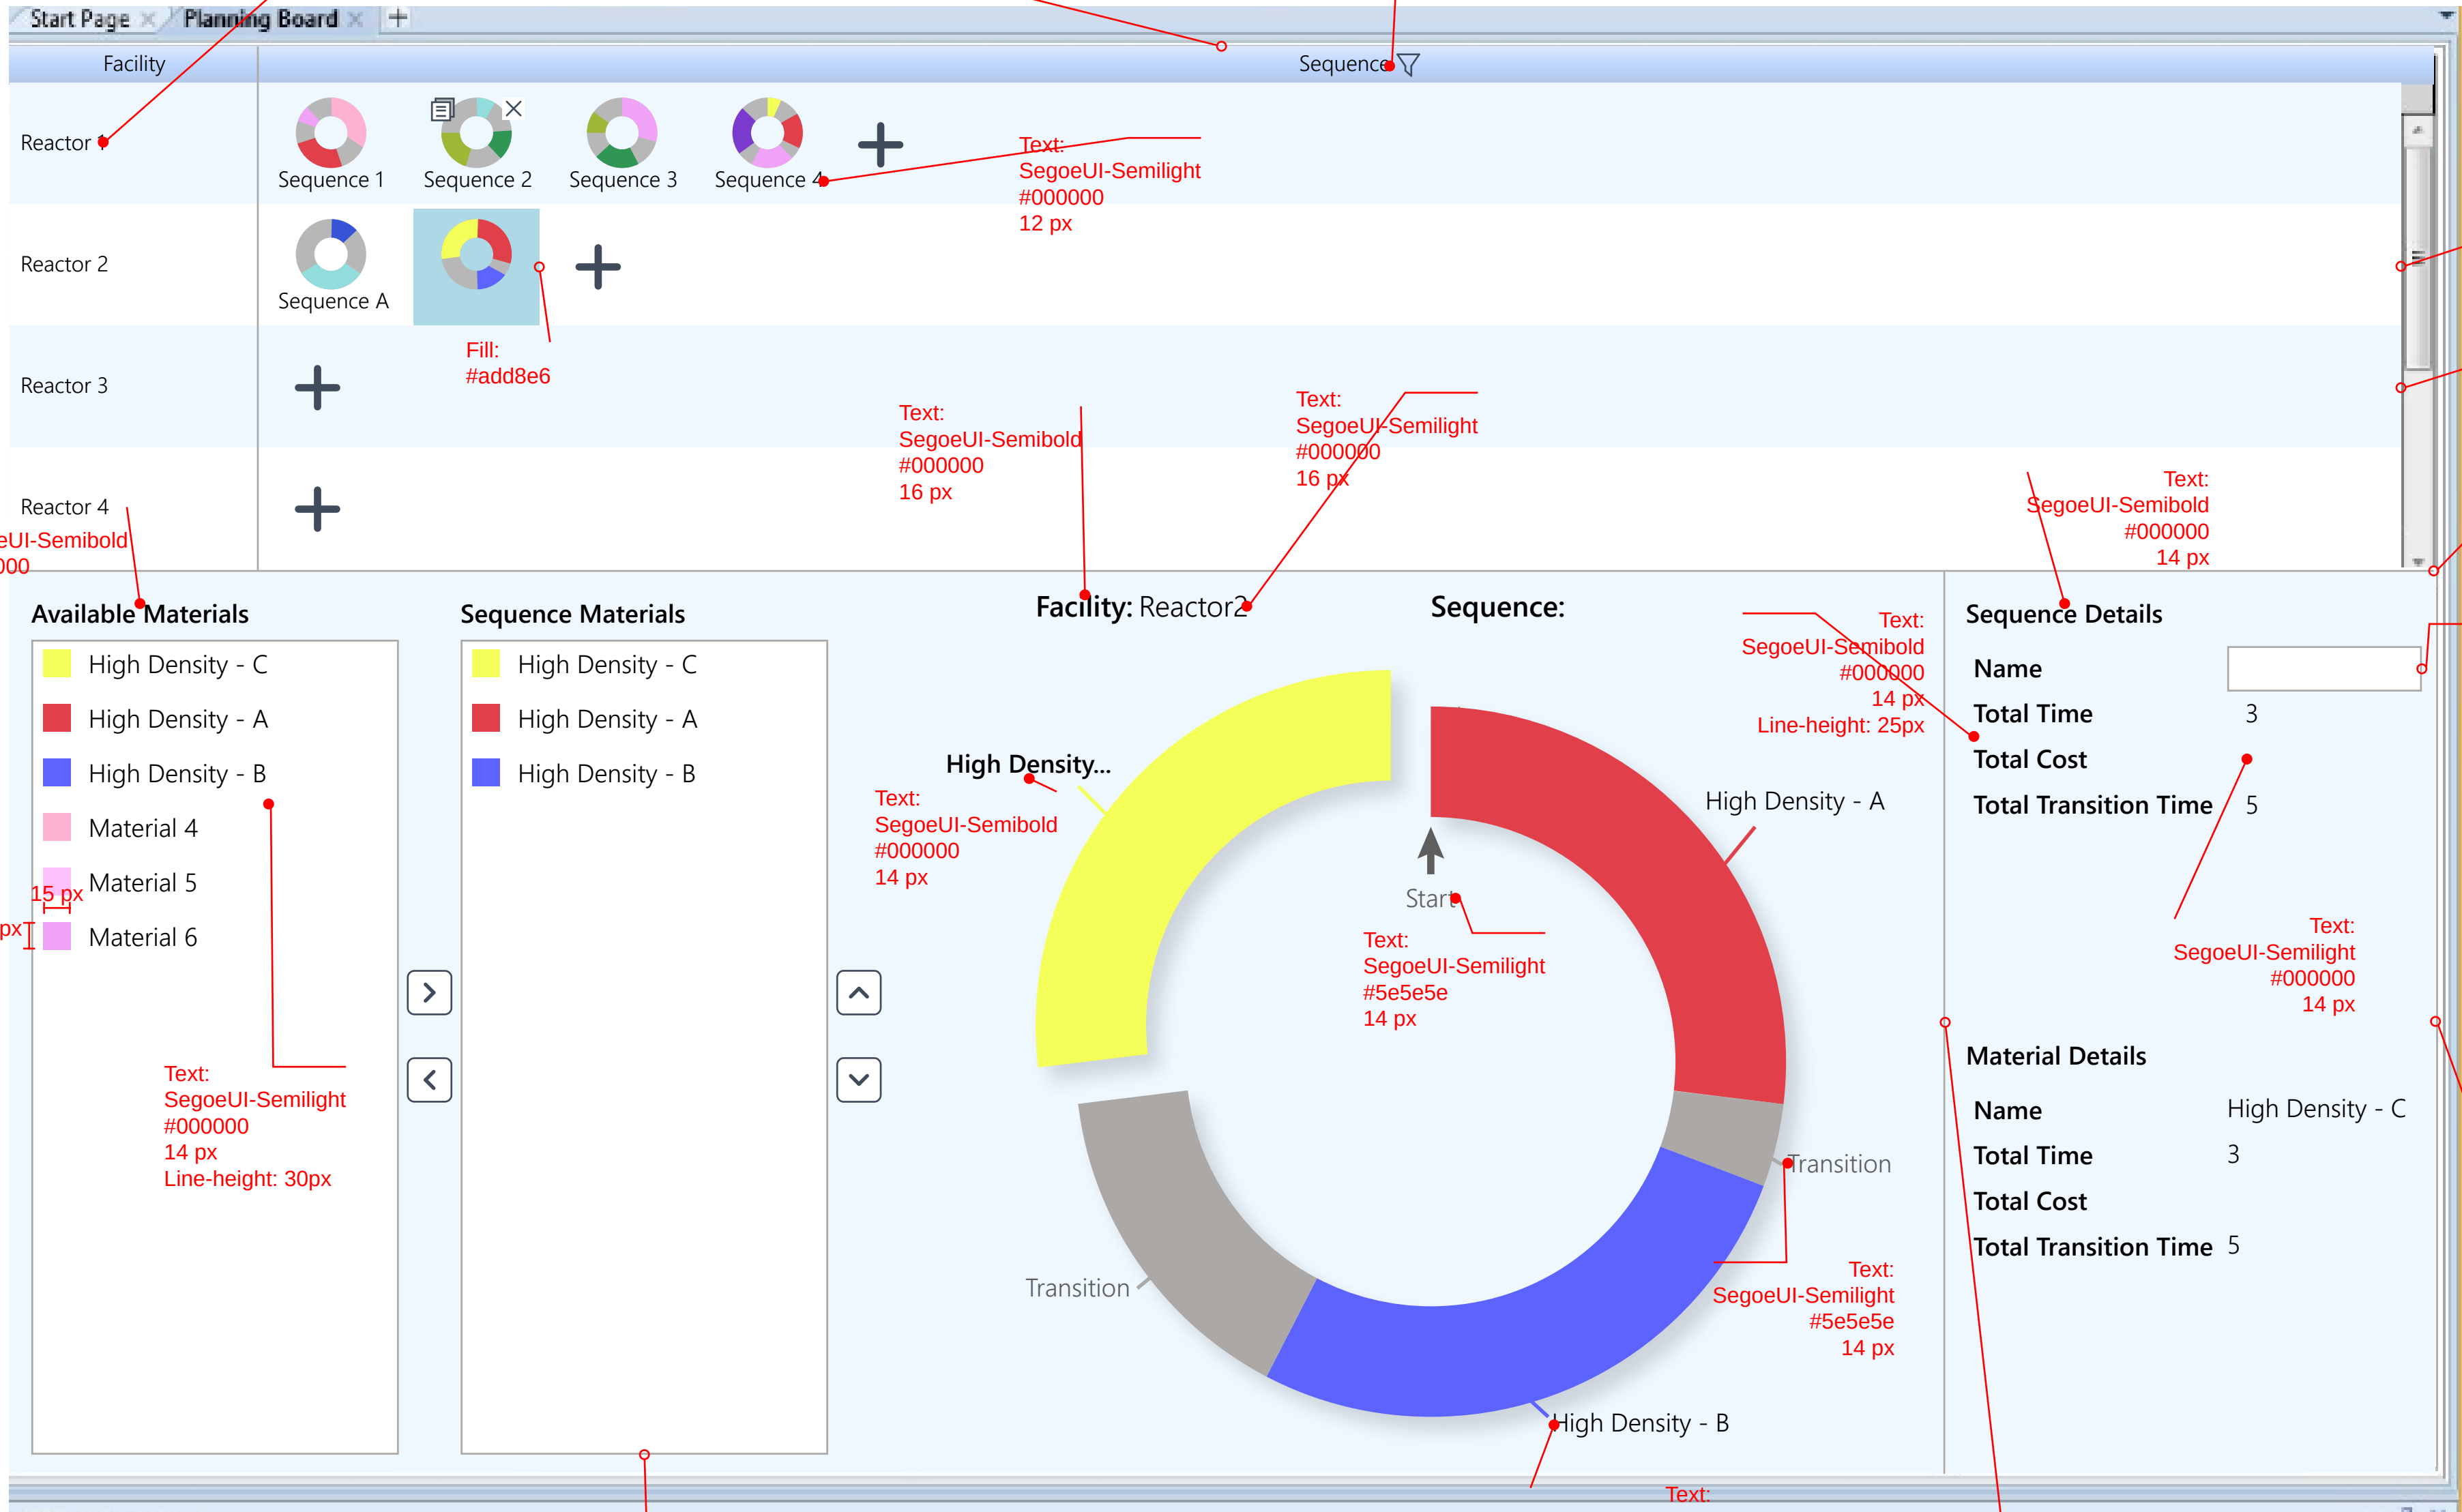 Start Page
Planning Board
Facility
Sequence
Reactor 1
Sequence 1
Sequence 2
Sequence 3
Sequence 4
Text:
SegoeUI-Semilight
#000000
12 px
Reactor 2
Sequence A
Fill:
#add8e6
Reactor 3
Text:
SegoeUI-Semibold
#000000
16 px
Text:
SegoeUI-Semilight
#000000
16 px
Reactor 4
eUI-Semibold
000
Text:
SegoeUI-Semibold
#000000
14 px
Available Materials
High Density - C
High Density - A
High Density - B
Material 4
Material 5
15 px
px
Material 6
Text:
SegoeUI-Semilight
#000000
14 px
Line-height: 30px
Sequence Materials
High Density - C
High Density - A
High Density - B
Facility: Reactor2
Sequence:
High Density...
Text:
SegoeUI-Semibold
#000000
14 px
High Density - A
Start
Text:
SegoeUI-Semilight
#5e5e5e
14 px
Transition
Transition
Text:
SegoeUI-Semilight
#5e5e5e
14 px
High Density - B
Text:
Text:
SegoeUI-Semibold
#000000
14 px
Line-height: 25px
Sequence Details
Name
Total Time 3
Total Cost
Total Transition Time 5
Text:
SegoeUI-Semilight
#000000
14 px
Material Details
Name High Density - C
Total Time 3
Total Cost
Total Transition Time 5